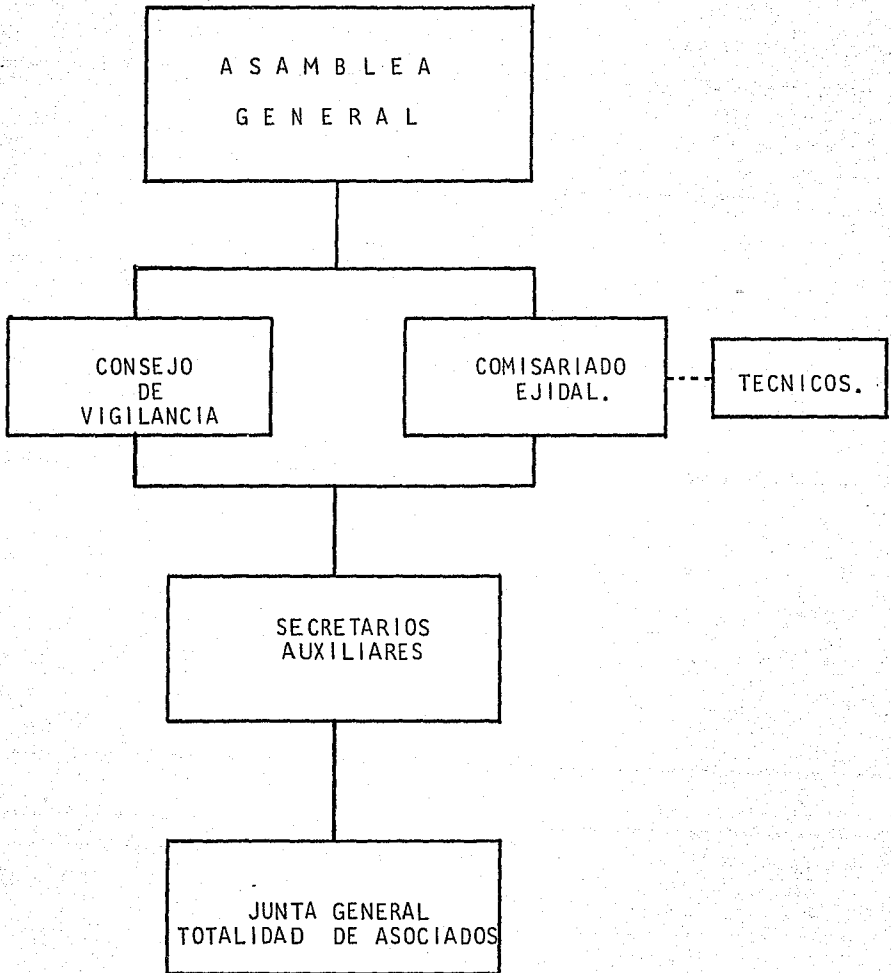 A S A M B L E A
G E N E R A L
CONSEJO
DE
VIGILANCIA
COMISARIADO
EJIDAL.
TECNICOS.
SECRETARIOS
AUXILIARES
JUNTA GENERAL
TOTALIDAD DE ASOCIADOS